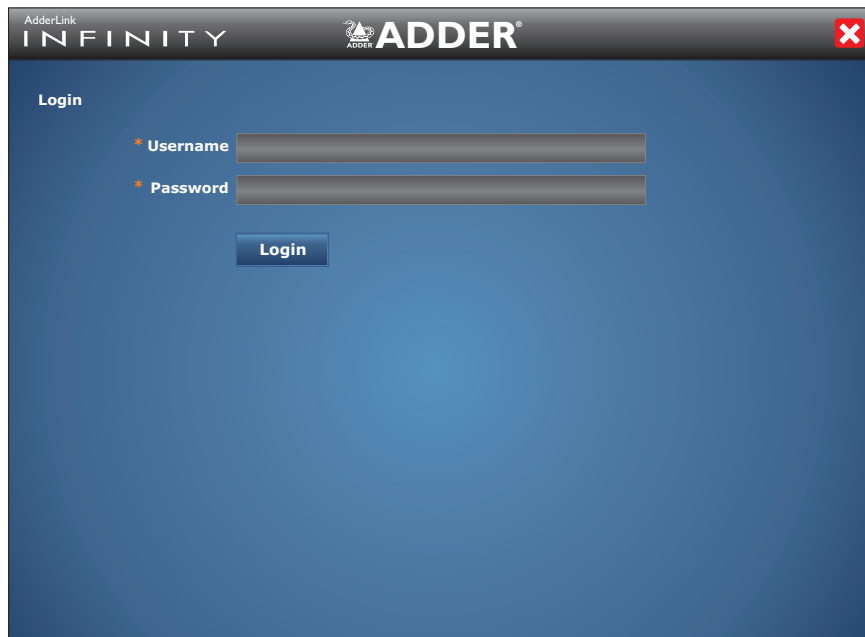 AdderLink
INFINITY
ADDER
ADDER®
Login
* Username
* Password
Login